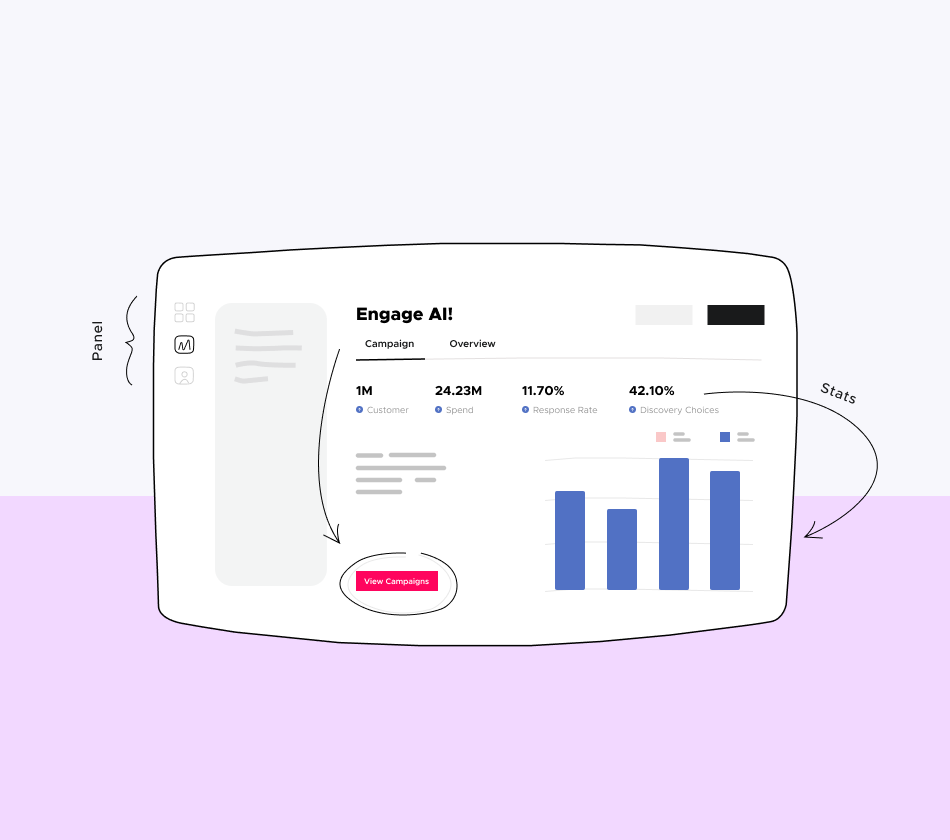 Panel
Engage AI!
Campaign Overview
1M 24.23M 11.70% 42.10%
Customer Spend Response Rate Discovery Choices
Stats
View Campaigns